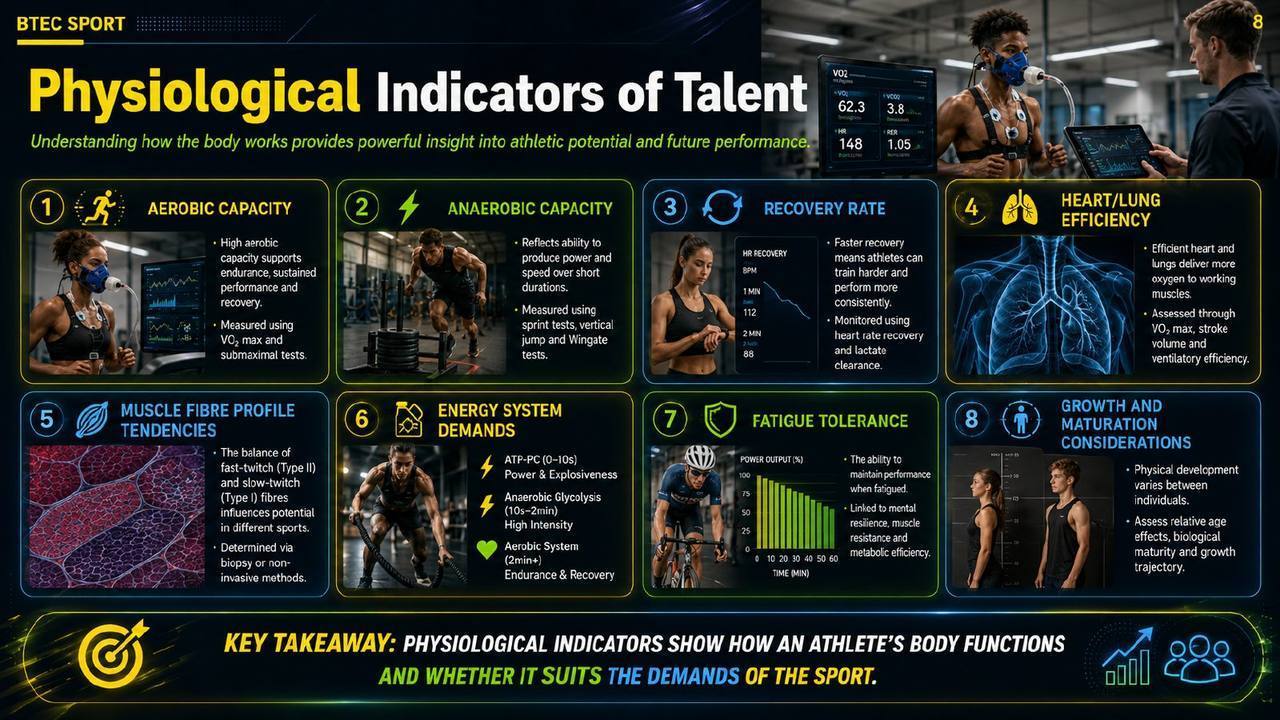 BTEC SPORT
8
Physiological Indicators of Talent
Understanding how the body works provides powerful insight into athletic potential and future performance.
VO2
VO₂
VCO2
62.3
3.8
HR
RER
148
1.05
1
AEROBIC CAPACITY
• High aerobic
capacity supports
endurance, sustained
performance and
recovery.
• Measured using
VO₂ max and
submaximal tests.
2
ANAEROBIC CAPACITY
• Reflects ability to
produce power and
speed over short
durations.
• Measured using
sprint tests, vertical
jump and Wingate
tests.
3
RECOVERY RATE
HR RECOVERY
BPM
1 MIN
112
2 MIN
88
• Faster recovery
means athletes can
train harder and
perform more
consistently.
• Monitored using
heart rate recovery
and lactate
clearance.
4
HEART/LUNG
EFFICIENCY
• Efficient heart and
lungs deliver more
oxygen to working
muscles.
• Assessed through
VO₂ max, stroke
volume and
ventilatory efficiency.
5
MUSCLE FIBRE PROFILE
TENDENCIES
• The balance of
fast-twitch (Type II)
and slow-twitch
(Type I) fibres
influences potential
in different sports.
• Determined via
biopsy or non-
invasive methods.
6
ENERGY SYSTEM
DEMANDS
ATP-PC (0–10s)
Power & Explosiveness
Anaerobic Glycolysis
(10s–2min)
High Intensity
Aerobic System
(2min+)
Endurance & Recovery
7
FATIGUE TOLERANCE
POWER OUTPUT (%)
100
75
50
25
0
0 10 20 30 40 50 60
TIME (MIN)
• The ability to
maintain performance
when fatigued.
• Linked to mental
resilience, muscle
resistance and
metabolic efficiency.
8
GROWTH AND
MATURATION
CONSIDERATIONS
• Physical development
varies between
individuals.
• Assess relative age
effects, biological
maturity and growth
trajectory.
KEY TAKEAWAY: PHYSIOLOGICAL INDICATORS SHOW HOW AN ATHLETE'S BODY FUNCTIONS
AND WHETHER IT SUITS THE DEMANDS OF THE SPORT.